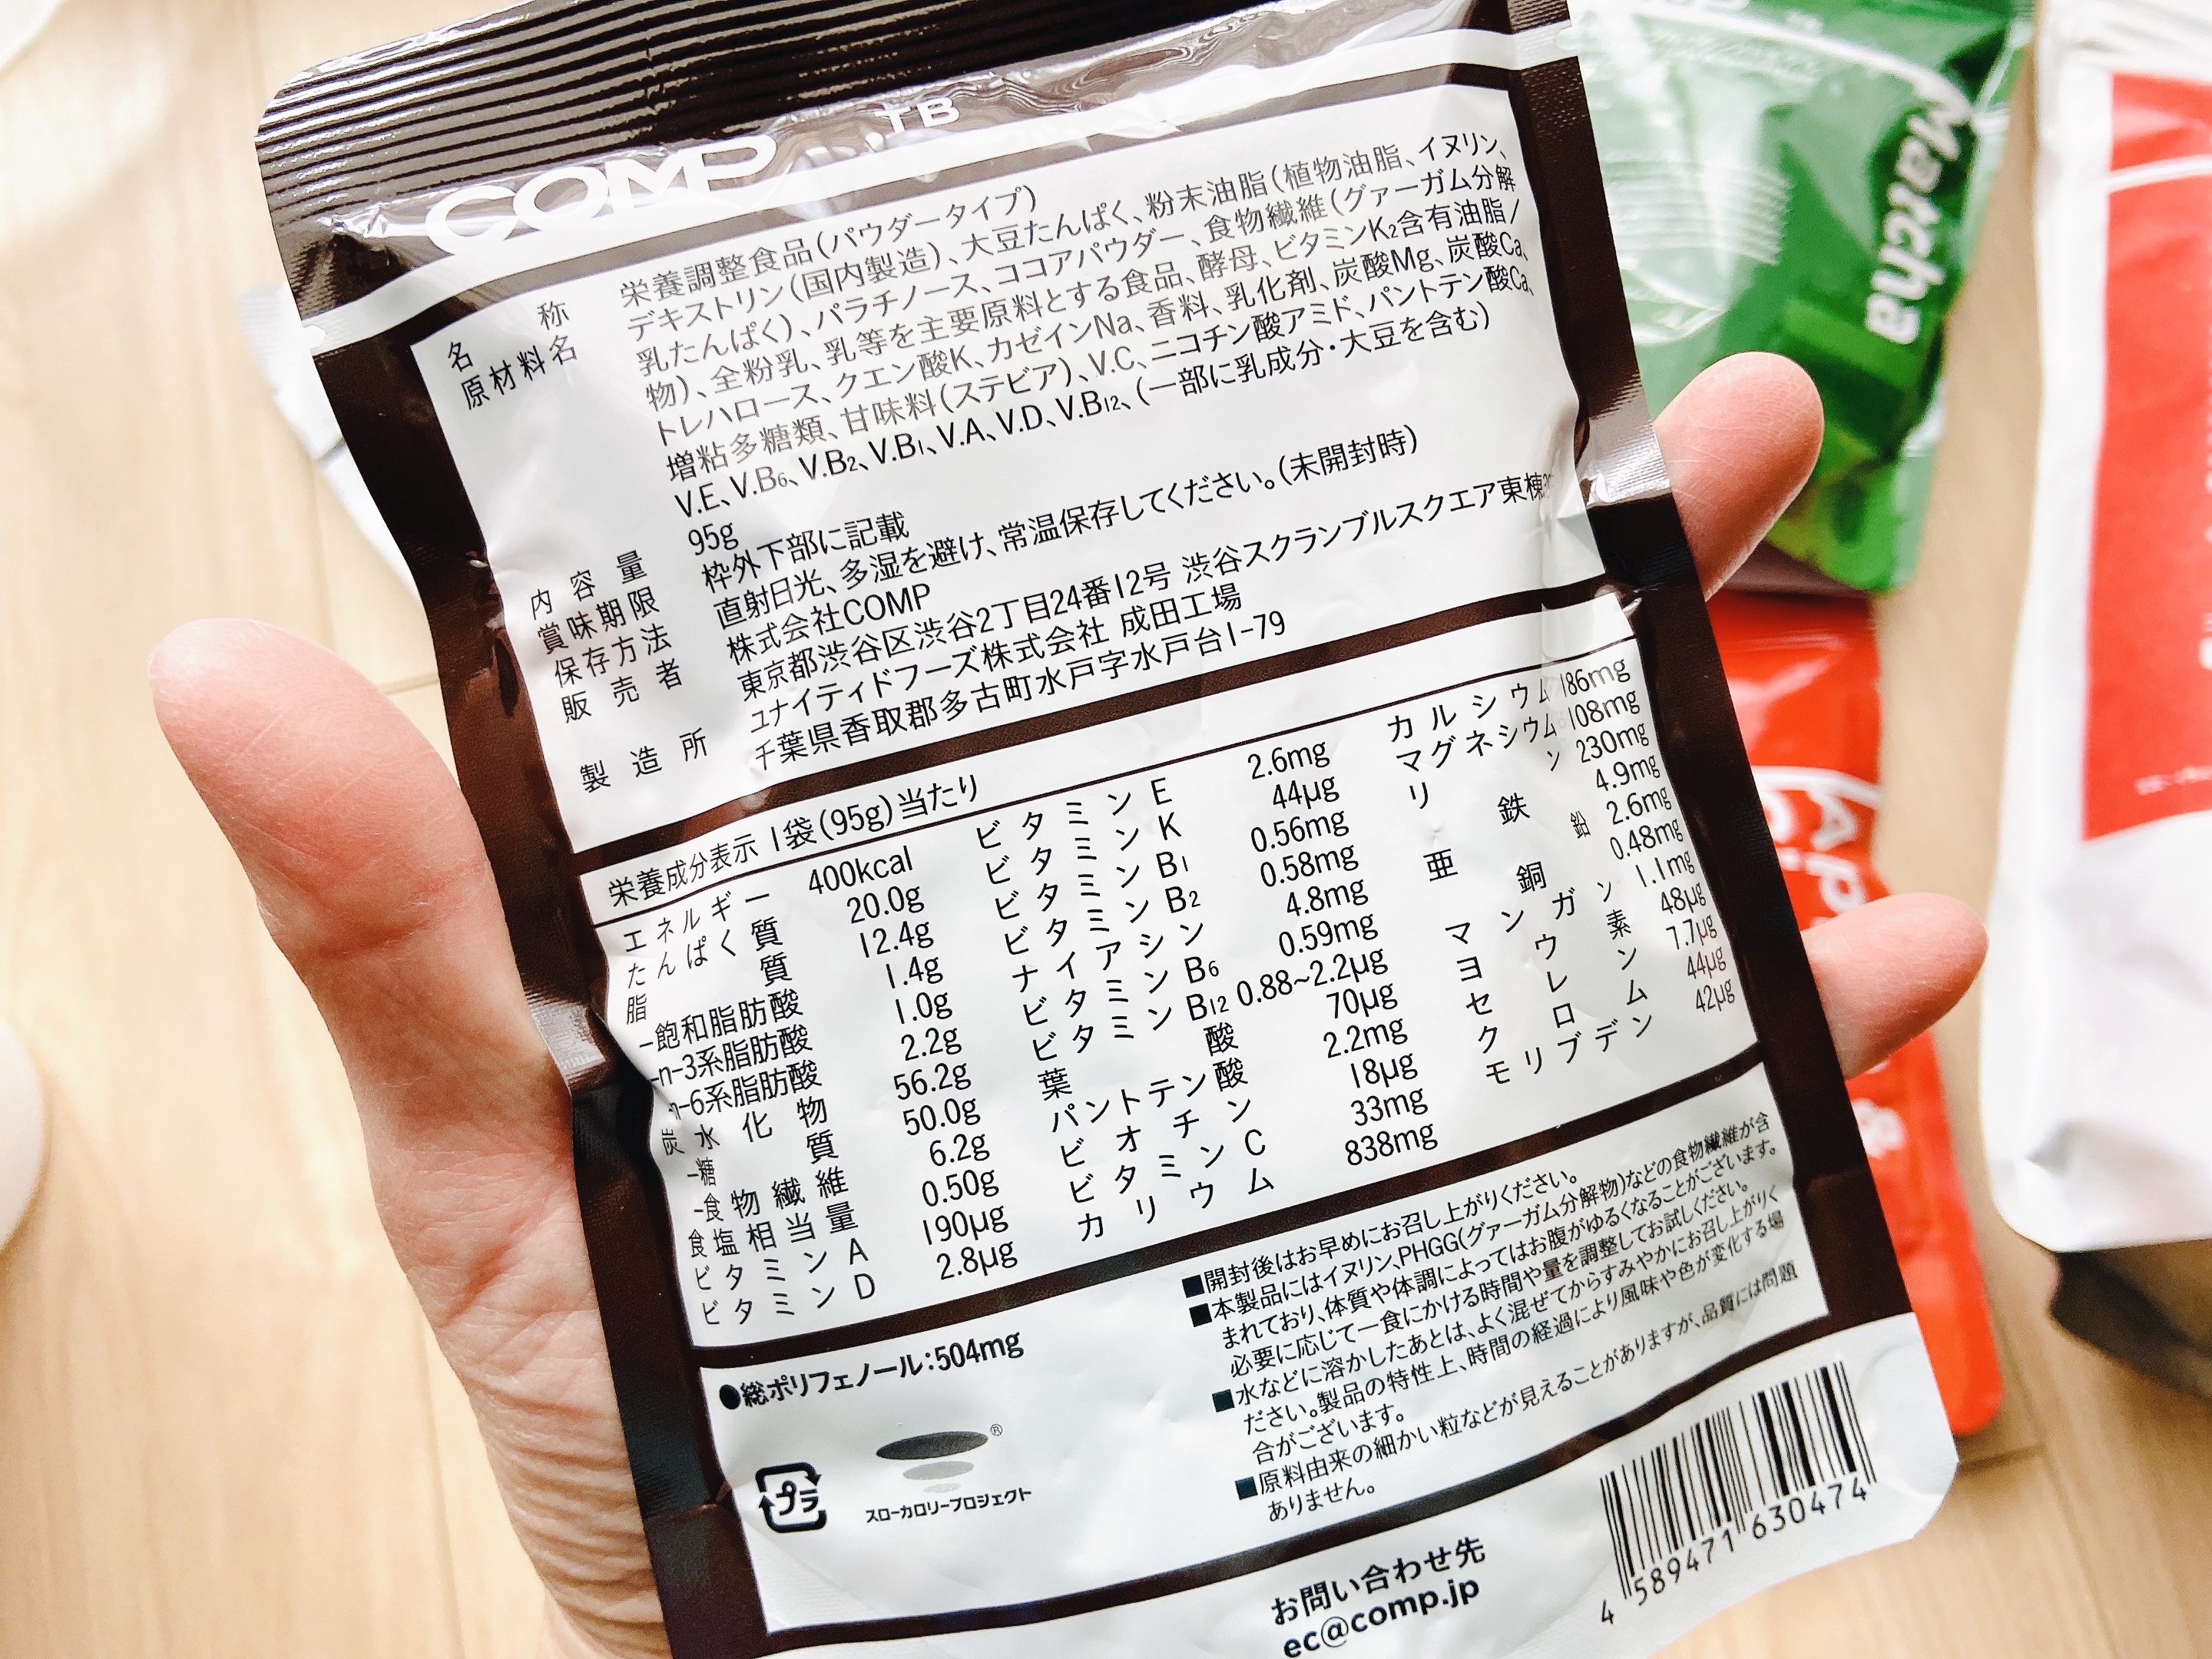 COMP .TB
名称 栄養調整食品(パウダータイプ)
原材料名 デキストリン(国内製造)、大豆たんぱく、粉末油脂(植物油脂、イヌリン、
乳たんぱく)、パラチノース、ココアパウダー、食物繊維(グァーガム分解
物)、全粉乳、乳等を主要原料とする食品、酵母、ビタミンK2含有油脂/
トレハロース、クエン酸K、カゼインNa、香料、乳化剤、炭酸Mg、炭酸Ca、
増粘多糖類、甘味料(ステビア)、V.C、ニコチン酸アミド、パントテン酸Ca、
V.E、V.B6、V.B2、V.B1、V.A、V.D、V.B12、(一部に乳成分・大豆を含む)
内容量 95g
賞味期限 枠外下部に記載
保存方法 直射日光、多湿を避け、常温保存してください。(未開封時)
販売者 株式会社COMP
東京都渋谷区渋谷2丁目24番12号 渋谷スクランブルスクエア東棟
製造所 ユナイティドフーズ株式会社 成田工場
千葉県香取郡多古町水戸字水戸台1-79
栄養成分表示 1袋(95g)当たり
エネルギー 400kcal
たんぱく質 20.0g
脂質 12.4g
-飽和脂肪酸 1.4g
-n-3系脂肪酸 1.0g
-n-6系脂肪酸 2.2g
炭水化物 56.2g
-糖質 50.0g
-食物繊維 6.2g
食塩相当量 0.50g
ビタミンA 190μg
ビタミンD 2.8μg
ビタミンE 2.6mg
ビタミンK 44μg
ビタミンB1 0.56mg
ビタミンB2 0.58mg
ナイアシン 4.8mg
ビタミンB6 0.59mg
ビタミンB12 0.88~2.2μg
葉酸 70μg
パントテン酸 2.2mg
ビオチン 18μg
ビタミンC 33mg
カリウム 838mg
カルシウム 186mg
マグネシウム 108mg
リン 230mg
鉄 4.9mg
亜鉛 2.6mg
銅 0.48mg
マンガン 1.1mg
ヨウ素 48μg
セレン 7.7μg
クロム 44μg
モリブデン 42μg
●総ポリフェノール:504mg
プラ
®
スローカロリープロジェクト
■開封後はお早めにお召し上がりください。
■本製品にはイヌリン、PHGG(グァーガム分解物)などの食物繊維が含
まれており、体質や体調によってはお腹がゆるくなることがございます。
必要に応じて一食にかける時間や量を調整してお試しください。
■水などに溶かしたあとは、よく混ぜてからすみやかにお召し上がりく
ださい。製品の特性上、時間の経過により風味や色が変化する場
合がございます。
■原料由来の細かい粒などが見えることがありますが、品質には問題
ありません。
お問い合わせ先
ec@comp.jp
4 589471 630474
Matcha